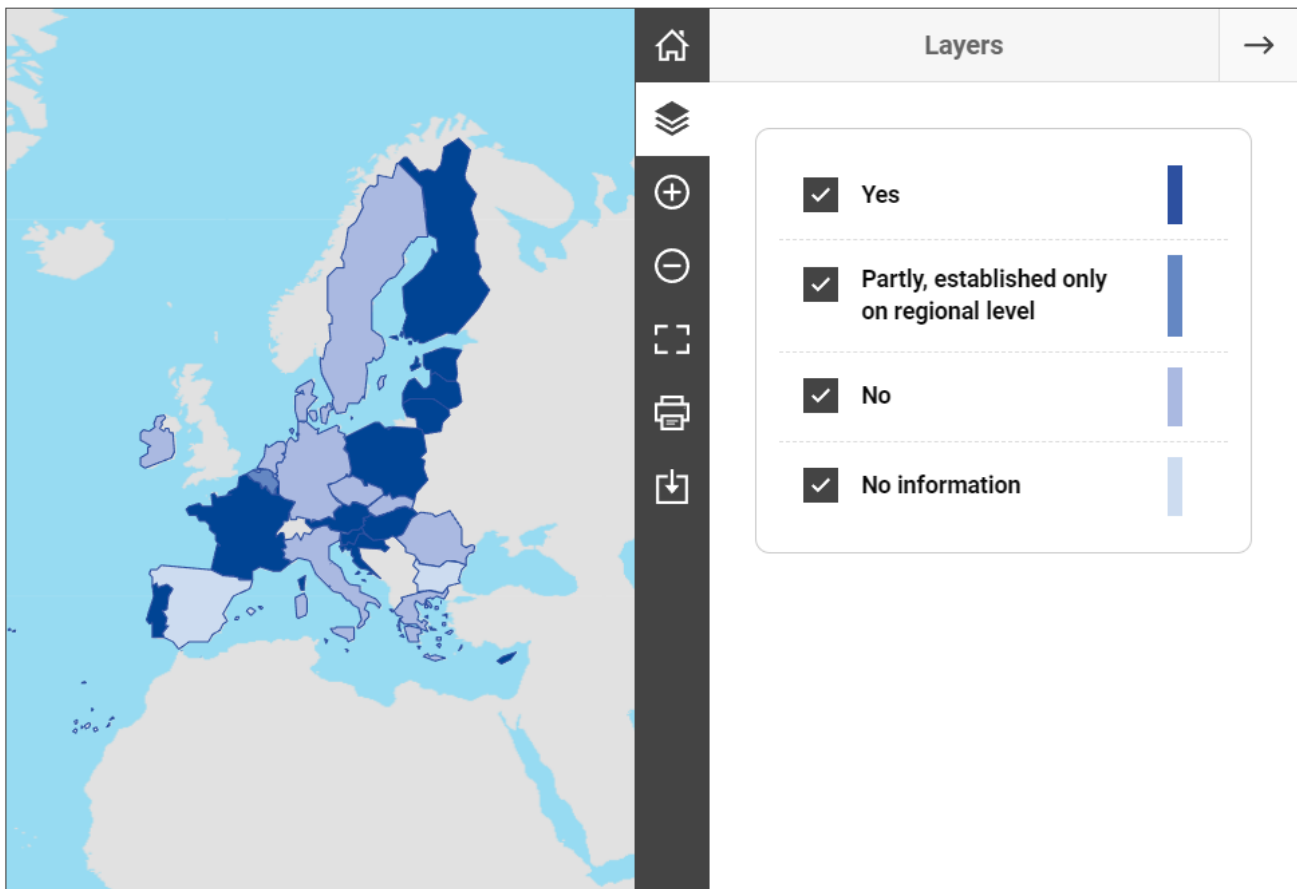 Layers
Yes
Partly, established only
on regional level
No
No information